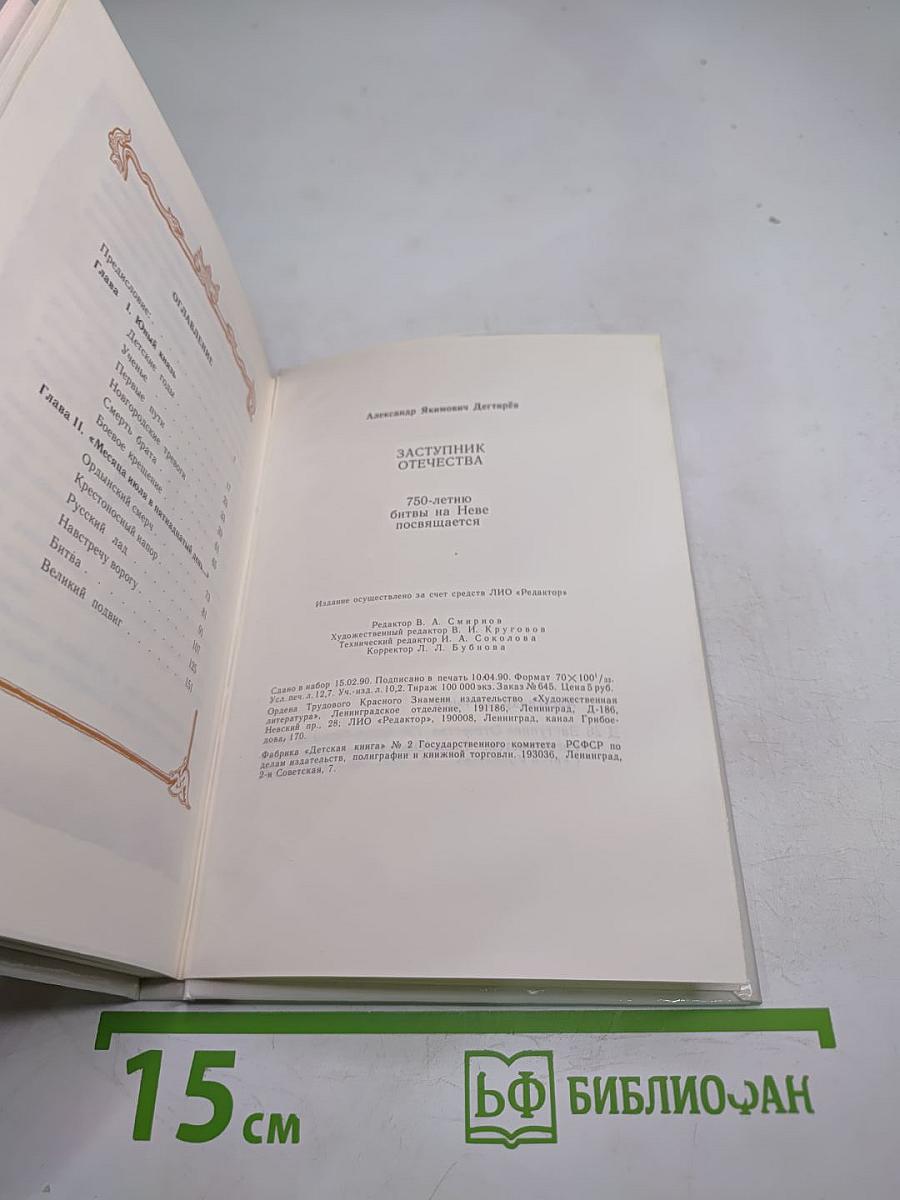 ОГЛАВЛЕНИЕ
Предисловие
Глава I. Юный князь
Детские годы
Ученье
Первые пути
Новгородские тревоги
Смерть брата
Боевое крещение
Глава II. «Месяца июля в пятнадцатый день...»
Ордынский смерч
Крестоносный напор
Русский лад
Навстречу ворогу
Битва
Великий подвиг
81
91
107
125
151
Александр Якимович Дегтярёв
ЗАСТУПНИК
ОТЕЧЕСТВА
750-летию
битвы на Неве
посвящается
Издание осуществлено за счет средств ЛИО «Редактор»
Редактор В. А. Смирнов
Художественный редактор В. И. Круговов
Технический редактор И. А. Соколова
Корректор Л. Л. Бубнова
Сдано в набор 15.02.90. Подписано в печать 10.04.90. Формат 70×100¹/₃₂.
Усл. печ. л. 12,7. Уч.-изд. л. 10,2. Тираж 100 000 экз. Заказ № 645. Цена 5 руб.
Ордена Трудового Красного Знамени издательство «Художественная
литература», Ленинградское отделение, 191186, Ленинград, Д-186,
Невский пр., 28; ЛИО «Редактор», 190008, Ленинград, канал Грибое-
дова, 170.
Фабрика «Детская книга» № 2 Государственного комитета РСФСР по
делам издательств, полиграфии и книжной торговли. 193036, Ленинград,
2-я Советская, 7.
15 см
БФ БИБЛИОФАН